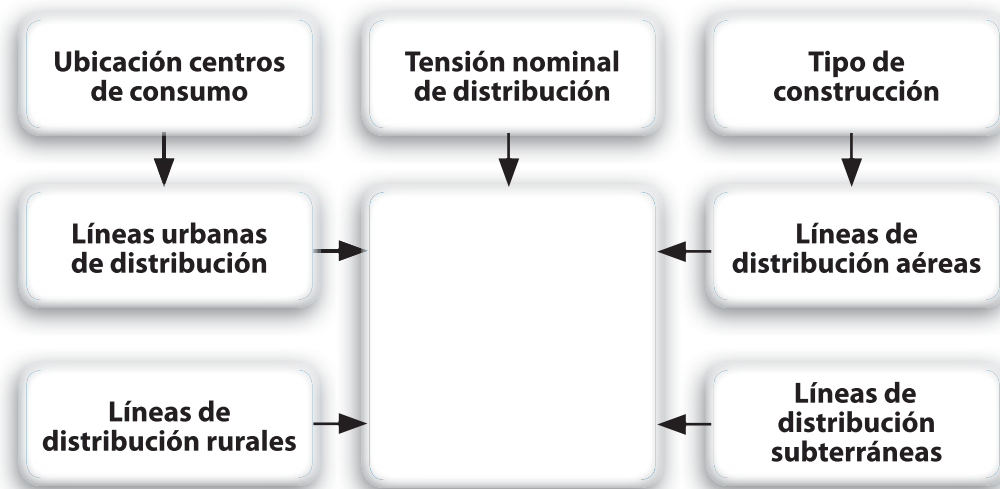 Ubicación centros
de consumo
Tensión nominal
de distribución
Tipo de
construcción
Líneas urbanas
de distribución
Líneas de
distribución aéreas
Líneas de
distribución rurales
Líneas de
distribución
subterráneas